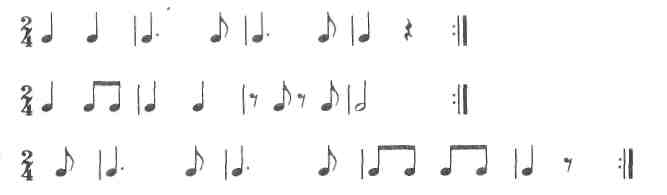 2/4 ♩ ♩ | ♩. ♪ | ♩. ♪ | ♩ 𝄽 :||
2/4 ♩ ♫ | ♩ ♩ | 𝄾 ♪ 𝄾 ♪ | 𝅗𝅥 :||
2/4 ♪ | ♩. ♪ | ♩. ♪ | ♫ ♫ | ♩ 𝄾 :||